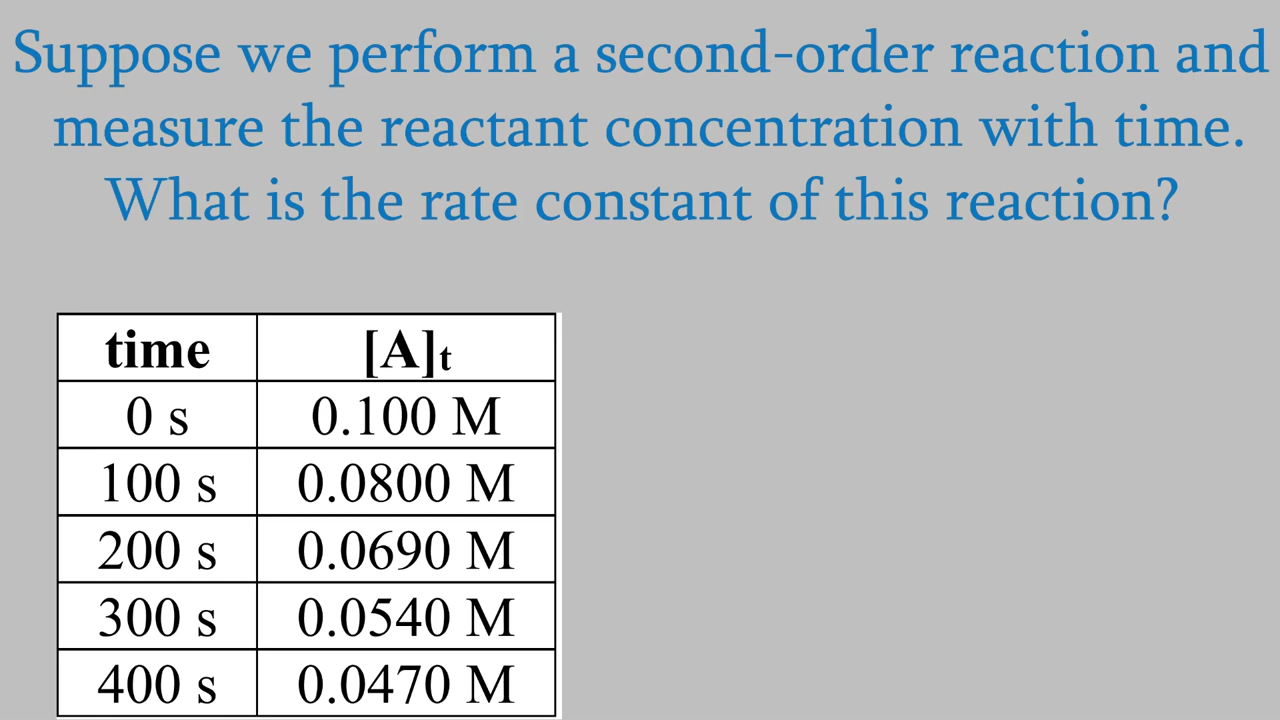 Suppose we perform a second-order reaction and
measure the reactant concentration with time.
What is the rate constant of this reaction?
time [A]t
0 s 0.100 M
100 s 0.0800 M
200 s 0.0690 M
300 s 0.0540 M
400 s 0.0470 M